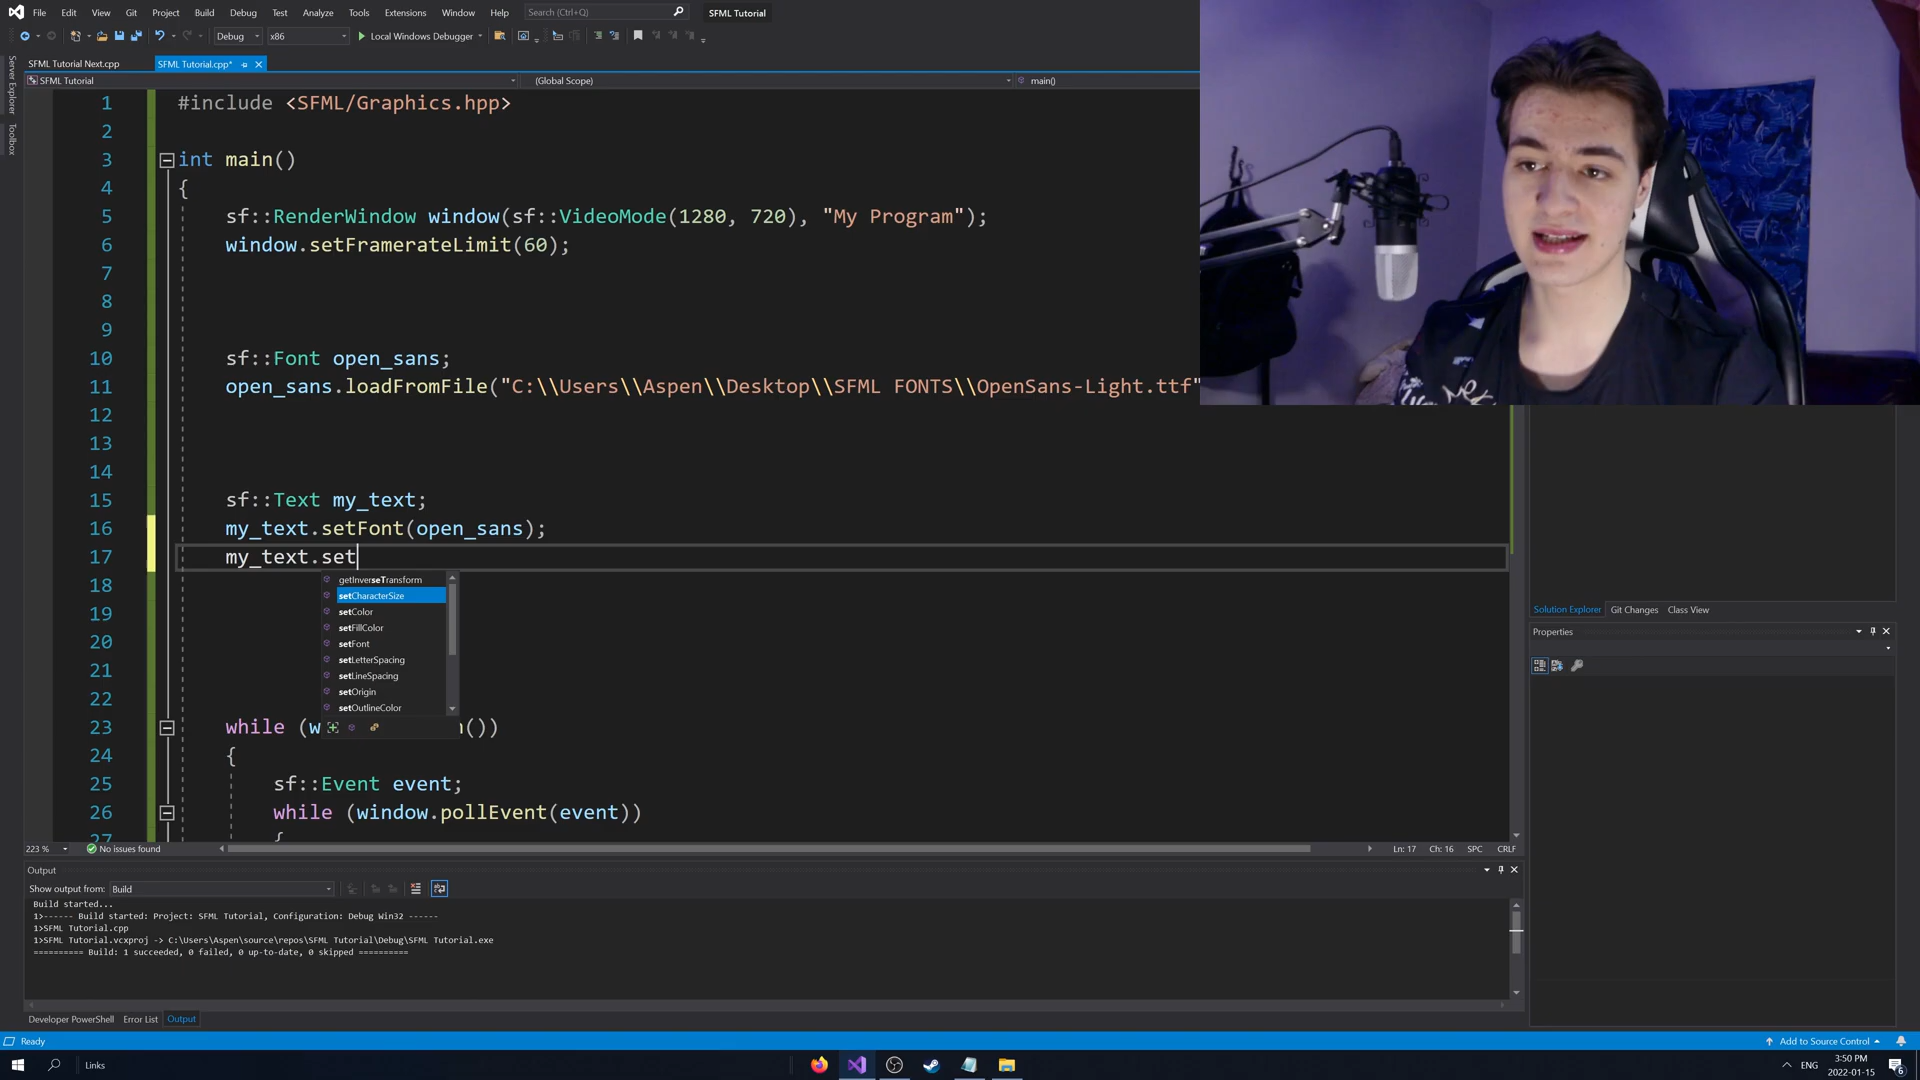 File Edit View Git Project Build Debug Test Analyze Tools Extensions Window Help Search (Ctrl+Q) SFML Tutorial
Debug x86 Local Windows Debugger
Server Explorer
Toolbox
SFML Tutorial Next.cpp SFML Tutorial.cpp*
SFML Tutorial (Global Scope) main()
1 #include <SFML/Graphics.hpp>
2
3 int main()
4 {
5 sf::RenderWindow window(sf::VideoMode(1280, 720), "My Program");
6 window.setFramerateLimit(60);
7
8
9
10 sf::Font open_sans;
11 open_sans.loadFromFile("C:\\Users\\Aspen\\Desktop\\SFML FONTS\\OpenSans-Light.ttf"
12
13
14
15 sf::Text my_text;
16 my_text.setFont(open_sans);
17 my_text.set
18 getInverseTransform
setCharacterSize
19 setColor
setFillColor
20 setFont
21 setLetterSpacing
setLineSpacing
22 setOrigin
setOutlineColor
23 while (w n())
24 {
25 sf::Event event;
26 while (window.pollEvent(event))
27 {
Solution Explorer Git Changes Class View
Properties
223 % No issues found Ln: 17 Ch: 16 SPC CRLF
Output
Show output from: Build
Build started...
1>------ Build started: Project: SFML Tutorial, Configuration: Debug Win32 ------
1>SFML Tutorial.cpp
1>SFML Tutorial.vcxproj -> C:\Users\Aspen\source\repos\SFML Tutorial\Debug\SFML Tutorial.exe
========== Build: 1 succeeded, 0 failed, 0 up-to-date, 0 skipped ==========
Developer PowerShell Error List Output
Ready Add to Source Control
Links ENG 3:50 PM
2022-01-15 6